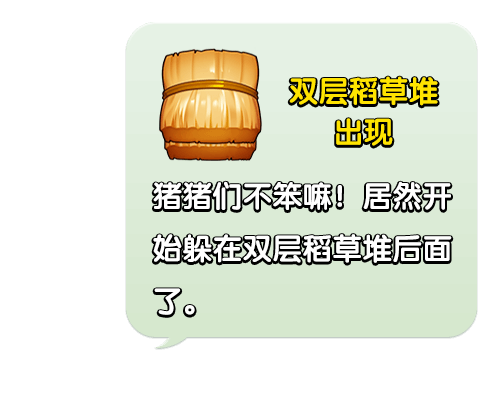 双层稻草堆
出现
猪猪们不笨嘛！居然开
始躲在双层稻草堆后面
了。